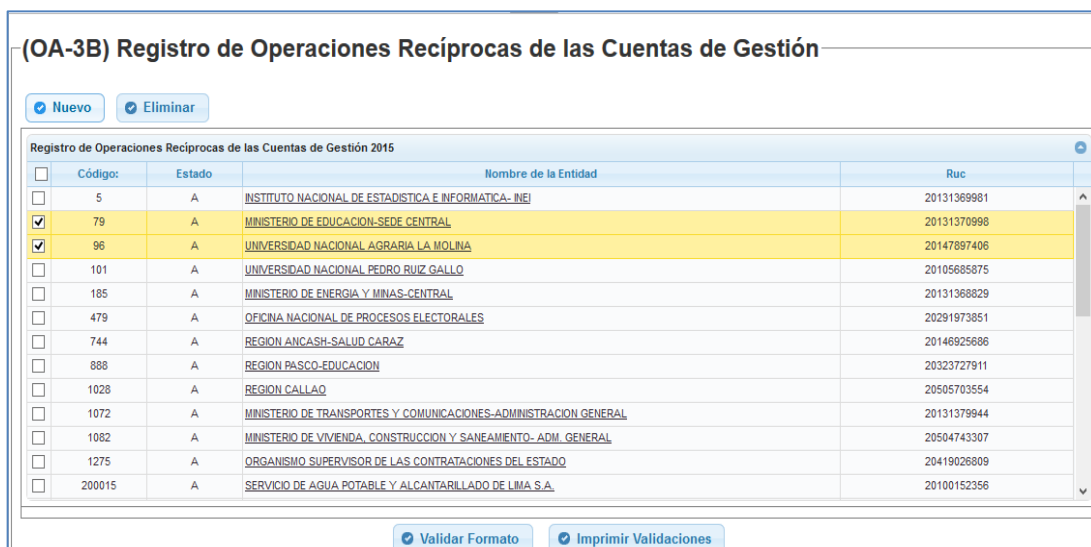 (OA-3B) Registro de Operaciones Recíprocas de las Cuentas de Gestión
Nuevo Eliminar
Registro de Operaciones Recíprocas de las Cuentas de Gestión 2015
Código: Estado Nombre de la Entidad Ruc
5 A INSTITUTO NACIONAL DE ESTADISTICA E INFORMATICA- INEI 20131369981
79 A MINISTERIO DE EDUCACION-SEDE CENTRAL 20131370998
96 A UNIVERSIDAD NACIONAL AGRARIA LA MOLINA 20147897406
101 A UNIVERSIDAD NACIONAL PEDRO RUIZ GALLO 20105685875
185 A MINISTERIO DE ENERGIA Y MINAS-CENTRAL 20131368829
479 A OFICINA NACIONAL DE PROCESOS ELECTORALES 20291973851
744 A REGION ANCASH-SALUD CARAZ 20146925686
888 A REGION PASCO-EDUCACION 20323727911
1028 A REGION CALLAO 20505703554
1072 A MINISTERIO DE TRANSPORTES Y COMUNICACIONES-ADMINISTRACION GENERAL 20131379944
1082 A MINISTERIO DE VIVIENDA, CONSTRUCCION Y SANEAMIENTO- ADM. GENERAL 20504743307
1275 A ORGANISMO SUPERVISOR DE LAS CONTRATACIONES DEL ESTADO 20419026809
200015 A SERVICIO DE AGUA POTABLE Y ALCANTARILLADO DE LIMA S.A. 20100152356
Validar Formato Imprimir Validaciones